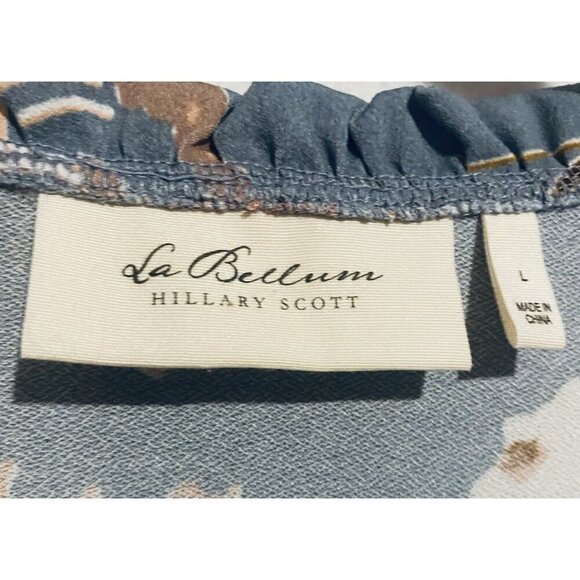 La Bellum
HILLARY SCOTT
L
MADE IN
CHINA